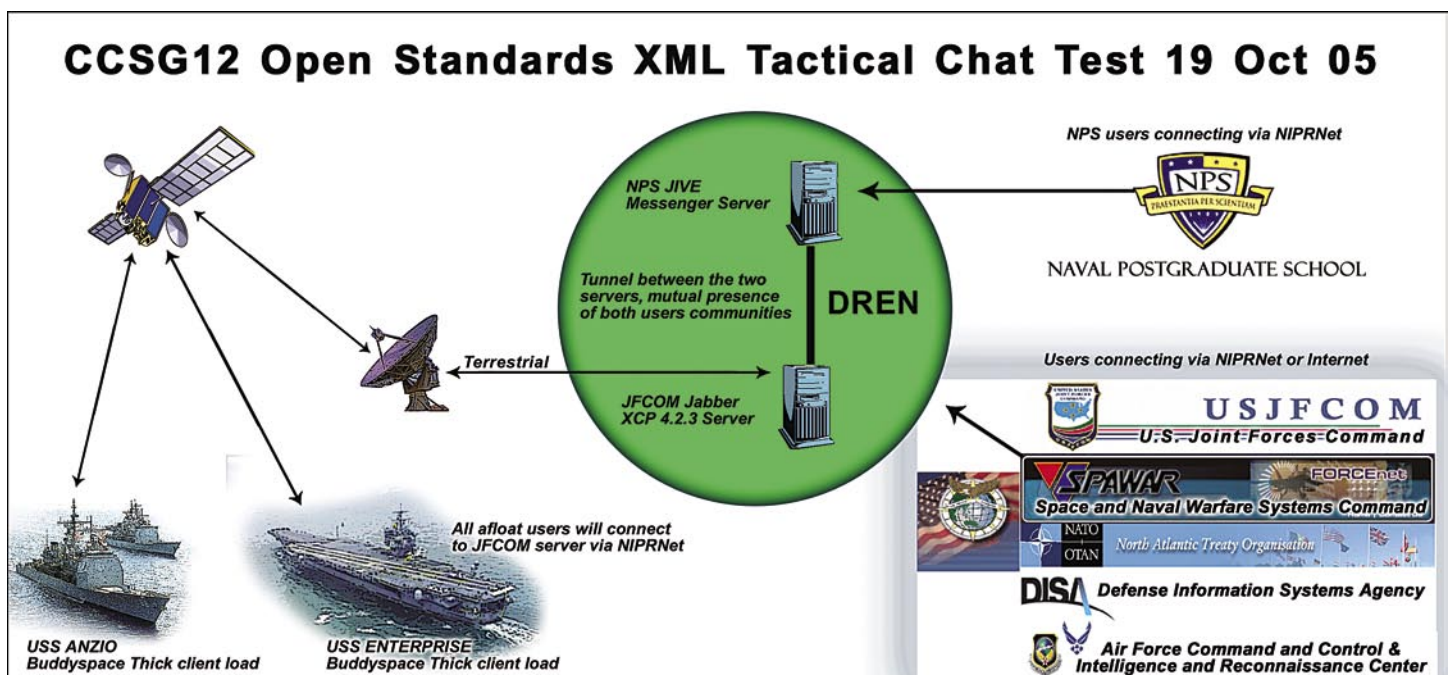 CCSG12 Open Standards XML Tactical Chat Test 19 Oct 05
NPS users connecting via NIPRNet
NPS
PRAESTANTIA PER SCIENTIAM
NAVAL POSTGRADUATE SCHOOL
NPS JIVE
Messenger Server
Tunnel between the two
servers, mutual presence
of both users communities
DREN
Terrestrial
JFCOM Jabber
XCP 4.2.3 Server
Users connecting via NIPRNet or Internet
UNITED STATES
JOINT FORCES
COMMAND
USJFCOM
U.S. Joint Forces Command
SPAWAR
FORCEnet
Space and Naval Warfare Systems Command
NATO
OTAN
North Atlantic Treaty Organisation
DISA
Defense Information Systems Agency
Air Force Command and Control &
Intelligence and Reconnaissance Center
All afloat users will connect
to JFCOM server via NIPRNet
USS ANZIO
Buddyspace Thick client load
USS ENTERPRISE
Buddyspace Thick client load